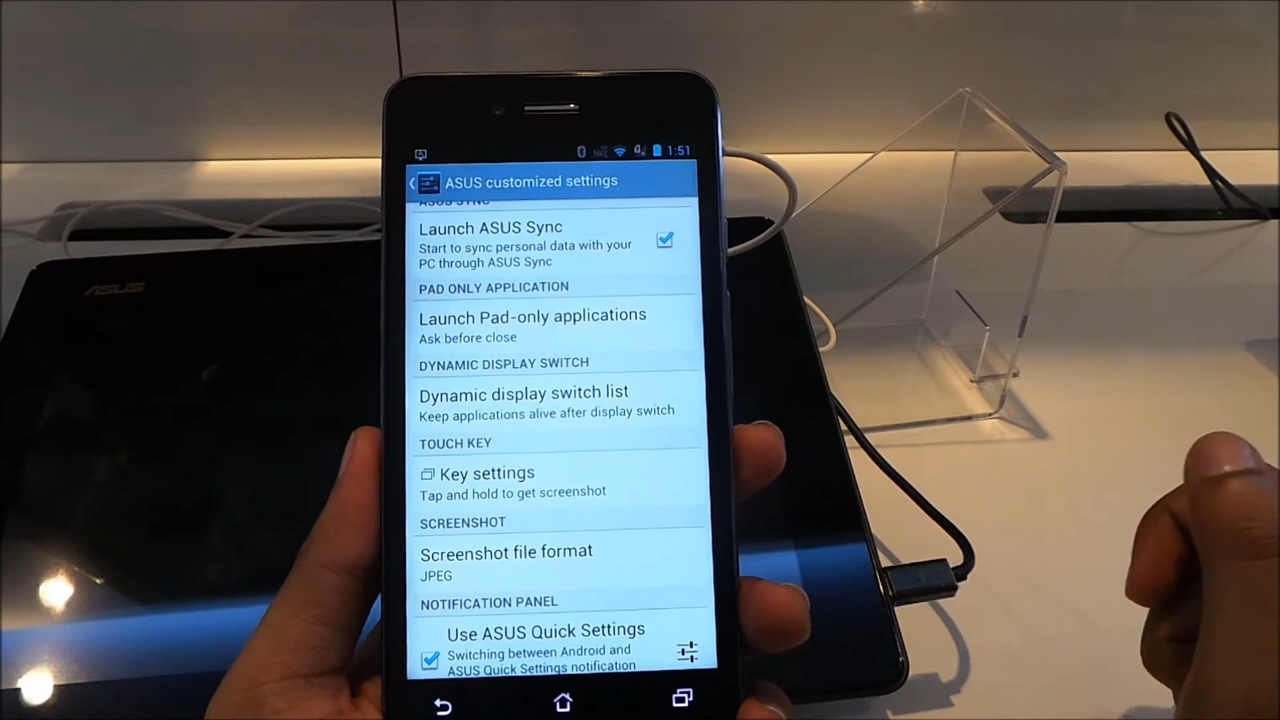 ASUS
NFC 1:51
ASUS customized settings
ASUS SYNC
Launch ASUS Sync
Start to sync personal data with your
PC through ASUS Sync
PAD ONLY APPLICATION
Launch Pad-only applications
Ask before close
DYNAMIC DISPLAY SWITCH
Dynamic display switch list
Keep applications alive after display switch
TOUCH KEY
Key settings
Tap and hold to get screenshot
SCREENSHOT
Screenshot file format
JPEG
NOTIFICATION PANEL
Use ASUS Quick Settings
Switching between Android and
ASUS Quick Settings notification